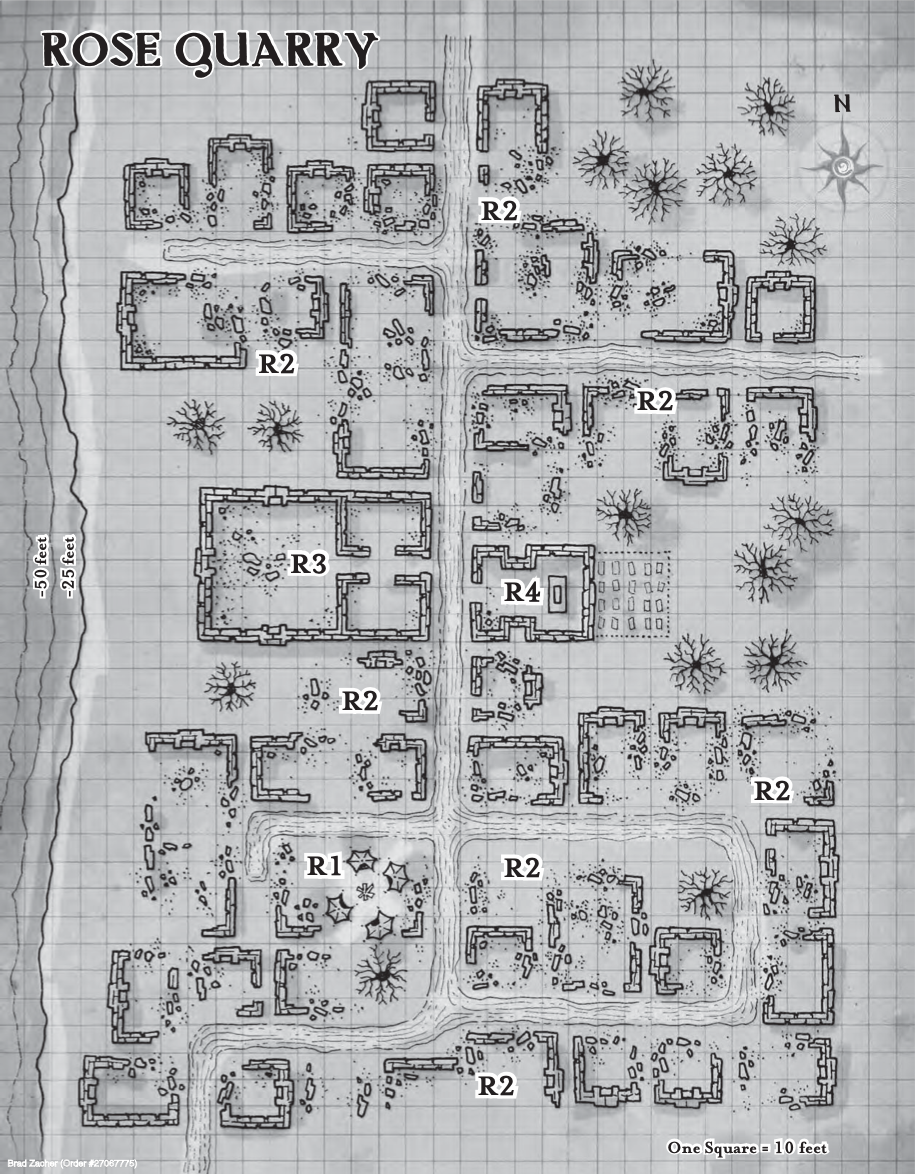 ROSE QUARRY
N
R2
R2
R2
-50 feet
-25 feet
R3
R4
R2
R2
R1
R2
R2
One Square = 10 feet
Brad Zacher (Order #27067775)